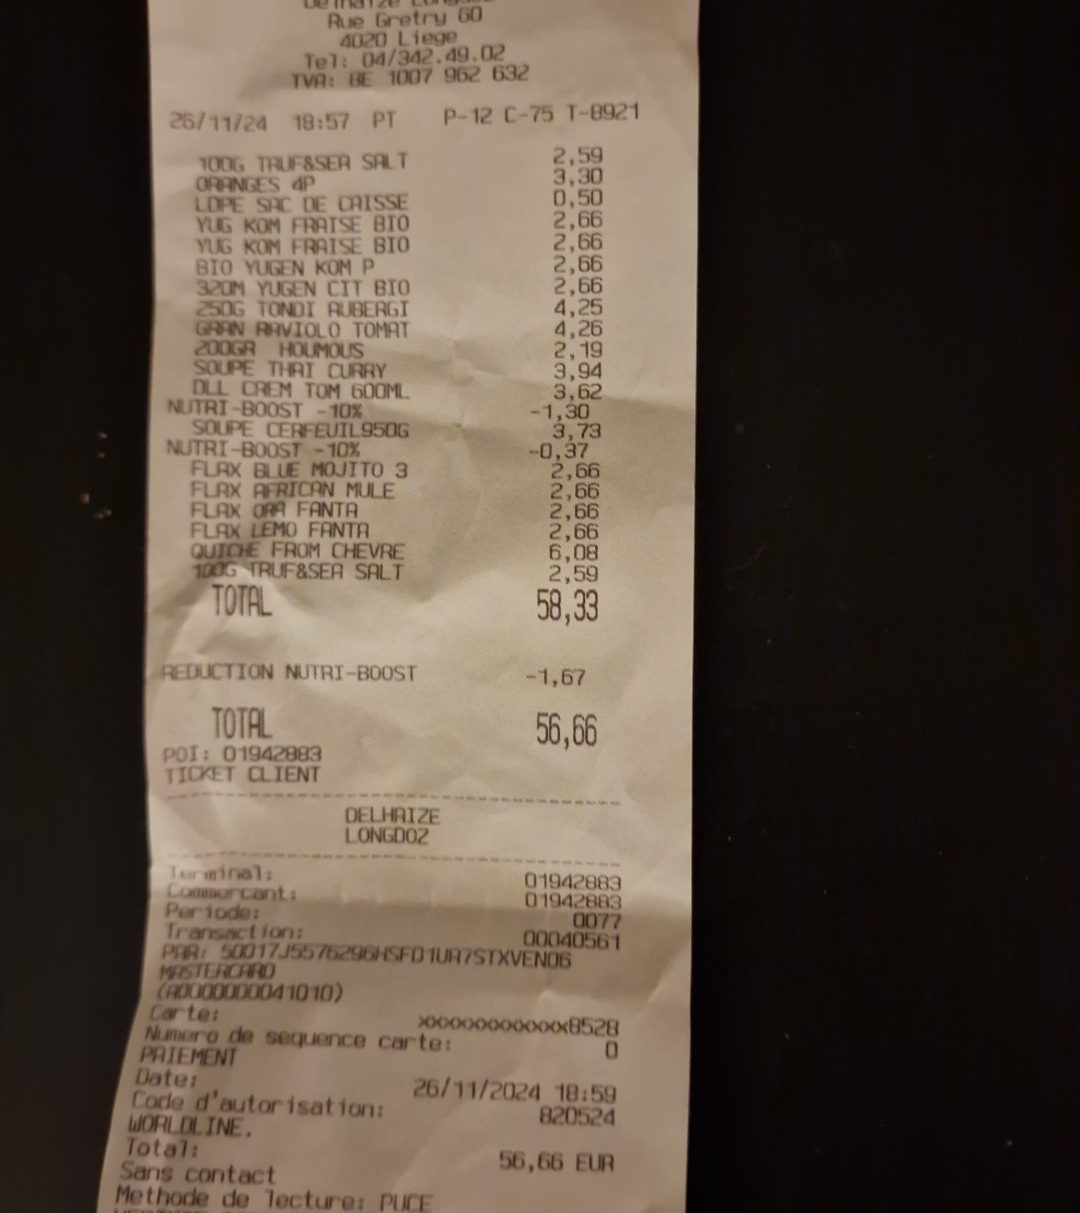 Delhaize Longdoz
Rue Gretry 60
4020 Liege
Tel: 04/342.49.02
TVA: BE 1007 962 632
26/11/24 18:57 PT P-12 C-75 T-8921
100G TRUF&SEA SALT 2,59
ORANGES 4P 3,30
LDPE SAC DE CAISSE 0,50
YUG KOM FRAISE BIO 2,66
YUG KOM FRAISE BIO 2,66
BIO YUGEN KOM P 2,66
320M YUGEN CIT BIO 2,66
250G TONDI AUBERGI 4,25
GRAN RAVIOLO TOMAT 4,26
200GR HOUMOUS 2,19
SOUPE THAI CURRY 3,94
DLL CREM TOM 600ML 3,62
NUTRI-BOOST -10% -1,30
SOUPE CERFEUIL950G 3,73
NUTRI-BOOST -10% -0,37
FLAX BLUE MOJITO 3 2,66
FLAX AFRICAN MULE 2,66
FLAX ORA FANTA 2,66
FLAX LEMO FANTA 2,66
QUICHE FROM CHEVRE 6,08
100G TRUF&SEA SALT 2,59
TOTAL 58,33
REDUCTION NUTRI-BOOST -1,67
TOTAL 56,66
POI: 01942883
TICKET CLIENT
DELHAIZE
LONGDOZ
Terminal: 01942883
Commercant: 01942883
Periode: 0077
Transaction: 00040561
PAR: 50017J5576296HSFD1UA7STXVEN06
MASTERCARD
(A0000000041010)
Carte: xxxxxxxxxxxx8528
Numero de sequence carte: 0
PAIEMENT
Date: 26/11/2024 18:59
Code d'autorisation: 820524
WORLDLINE.
Total: 56,66 EUR
Sans contact
Methode de lecture: PUCE